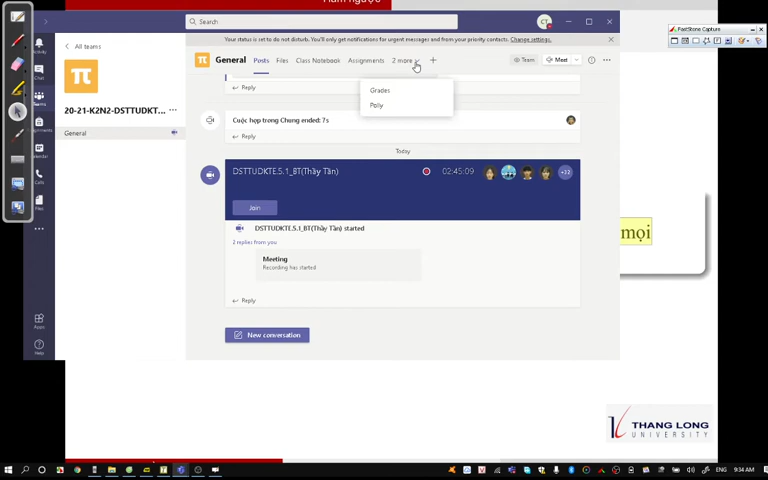 Hàm ngược
Search
CT
FastStone Capture
Your status is set to do not disturb. You'll only get notifications for urgent messages and from your priority contacts. Change settings.
All teams
General
Posts
Files
Class Notebook
Assignments
2 more
Team
Meet
Activity
Chat
Teams
Assignments
Calendar
Calls
Files
Apps
Help
Grades
Polly
Reply
20-21-K2N2-DSTTUDKT...
General
Cuộc họp trong Chung ended: 7s
Reply
Today
DSTTUDKTE.5.1_BT(Thầy Tân)
02:45:09
+32
Join
mọi
DSTTUDKTE.5.1_BT(Thầy Tân) started
2 replies from you
Meeting
Recording has started
Reply
New conversation
THANG LONG
UNIVERSITY
ENG
9:34 AM